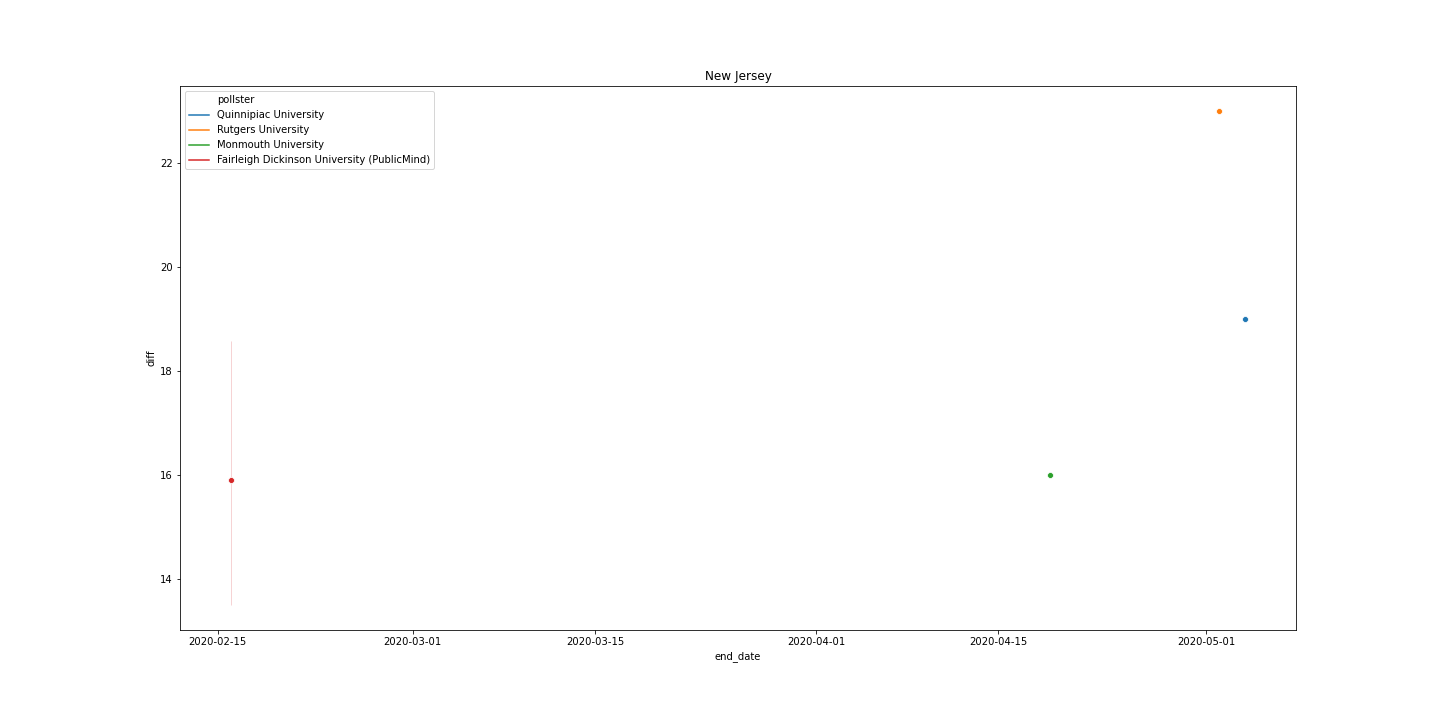 New Jersey
pollster
Quinnipiac University
Rutgers University
Monmouth University
Fairleigh Dickinson University (PublicMind)
22
20
18
16
14
diff
2020-02-15 2020-03-01 2020-03-15 2020-04-01 2020-04-15 2020-05-01
end_date